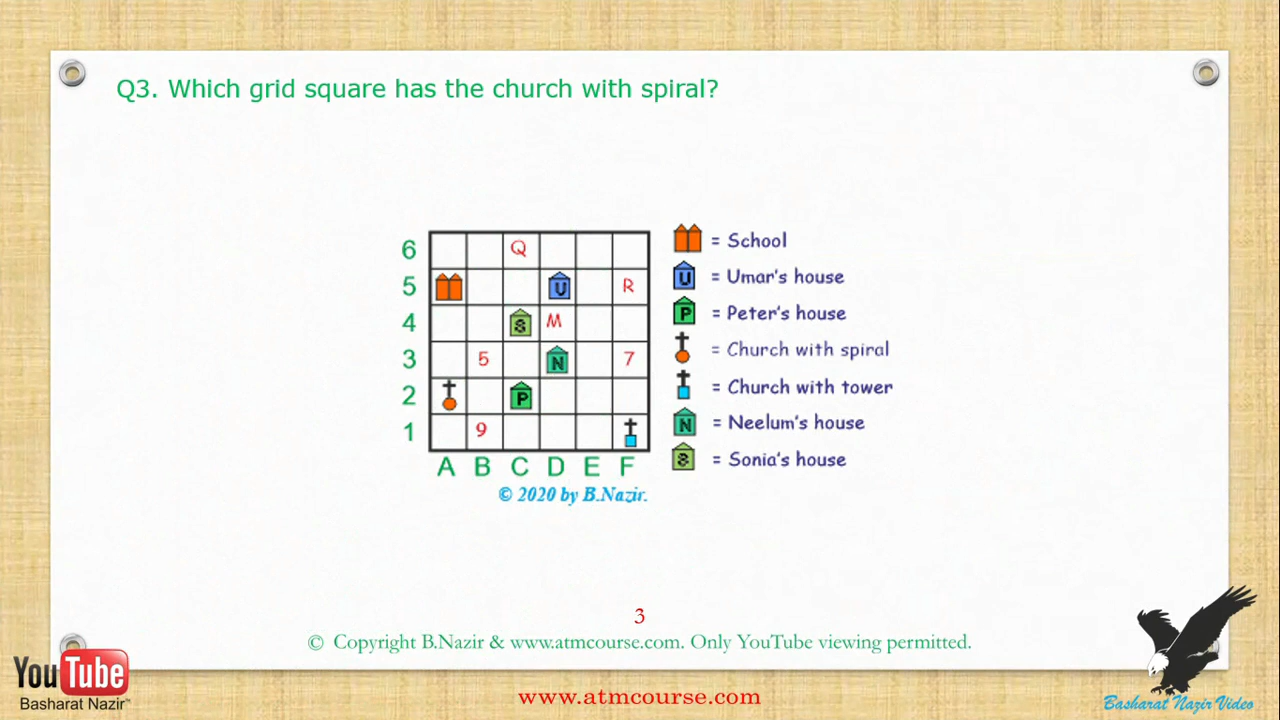 Q3. Which grid square has the church with spiral?
6 Q
5 U R
4 S M
3 5 N 7
2 P
1 9
A B C D E F
= School
U = Umar's house
P = Peter's house
= Church with spiral
= Church with tower
N = Neelum's house
S = Sonia's house
© 2020 by B.Nazir.
3
© Copyright B.Nazir & www.atmcourse.com. Only YouTube viewing permitted.
YouTube
Basharat Nazir™
www.atmcourse.com
Basharat Nazir Video